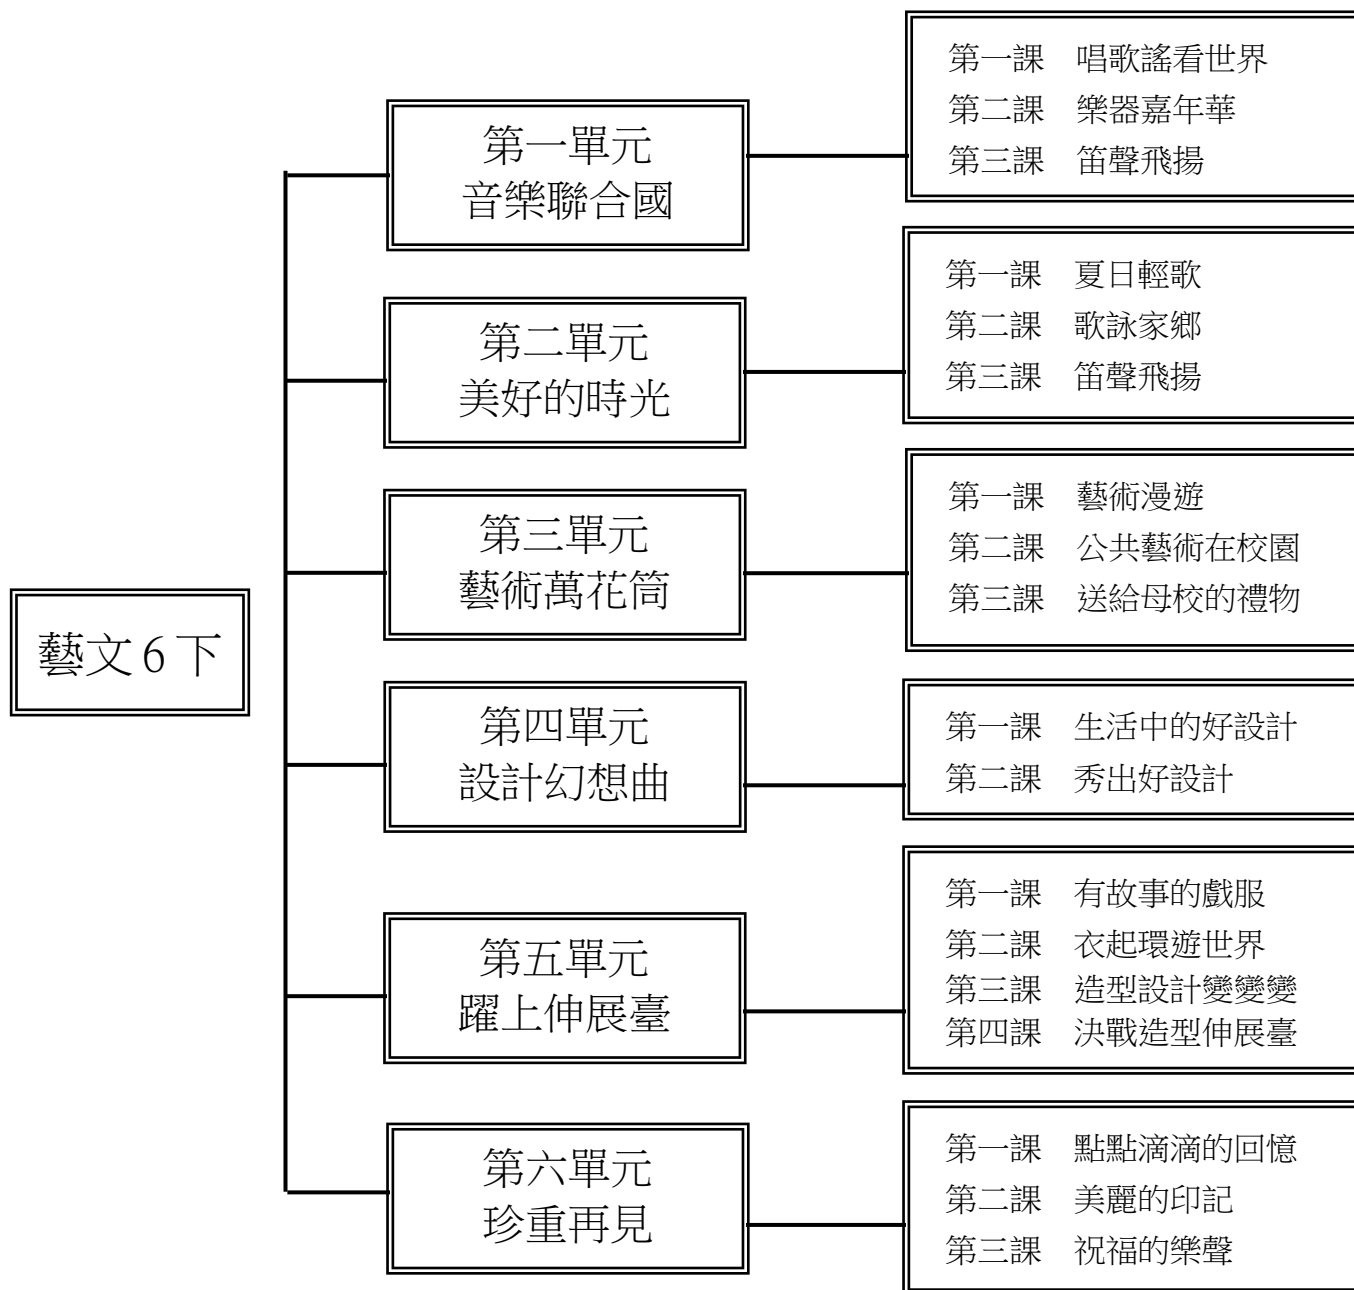 藝文6下
第一單元
音樂聯合國
第一課　唱歌謠看世界
第二課　樂器嘉年華
第三課　笛聲飛揚
第二單元
美好的時光
第一課　夏日輕歌
第二課　歌詠家鄉
第三課　笛聲飛揚
第三單元
藝術萬花筒
第一課　藝術漫遊
第二課　公共藝術在校園
第三課　送給母校的禮物
第四單元
設計幻想曲
第一課　生活中的好設計
第二課　秀出好設計
第五單元
躍上伸展臺
第一課　有故事的戲服
第二課　衣起環遊世界
第三課　造型設計變變變
第四課　決戰造型伸展臺
第六單元
珍重再見
第一課　點點滴滴的回憶
第二課　美麗的印記
第三課　祝福的樂聲